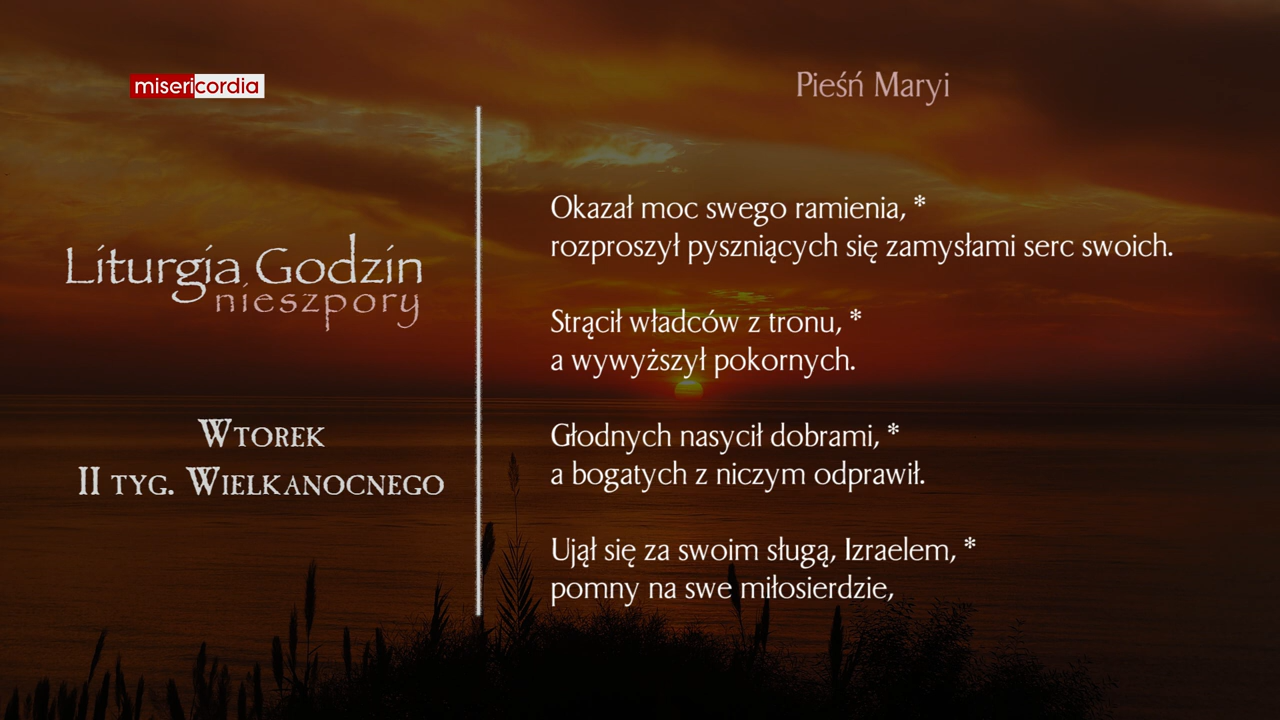 misericordia
Liturgia Godzin
nieszpory
Wtorek
II tyg. Wielkanocnego
Pieśń Maryi
Okazał moc swego ramienia, *
rozproszył pyszniących się zamysłami serc swoich.
Strącił władców z tronu, *
a wywyższył pokornych.
Głodnych nasycił dobrami, *
a bogatych z niczym odprawił.
Ujął się za swoim sługą, Izraelem, *
pomny na swe miłosierdzie,